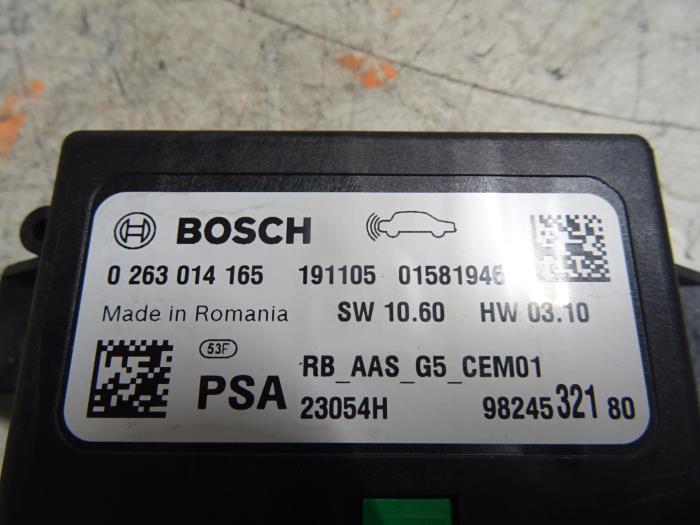 BOSCH
0 263 014 165 191105 01581946
Made in Romania SW 10.60 HW 03.10
53F RB_AAS_G5_CEM01
PSA 23054H 98245 321 80